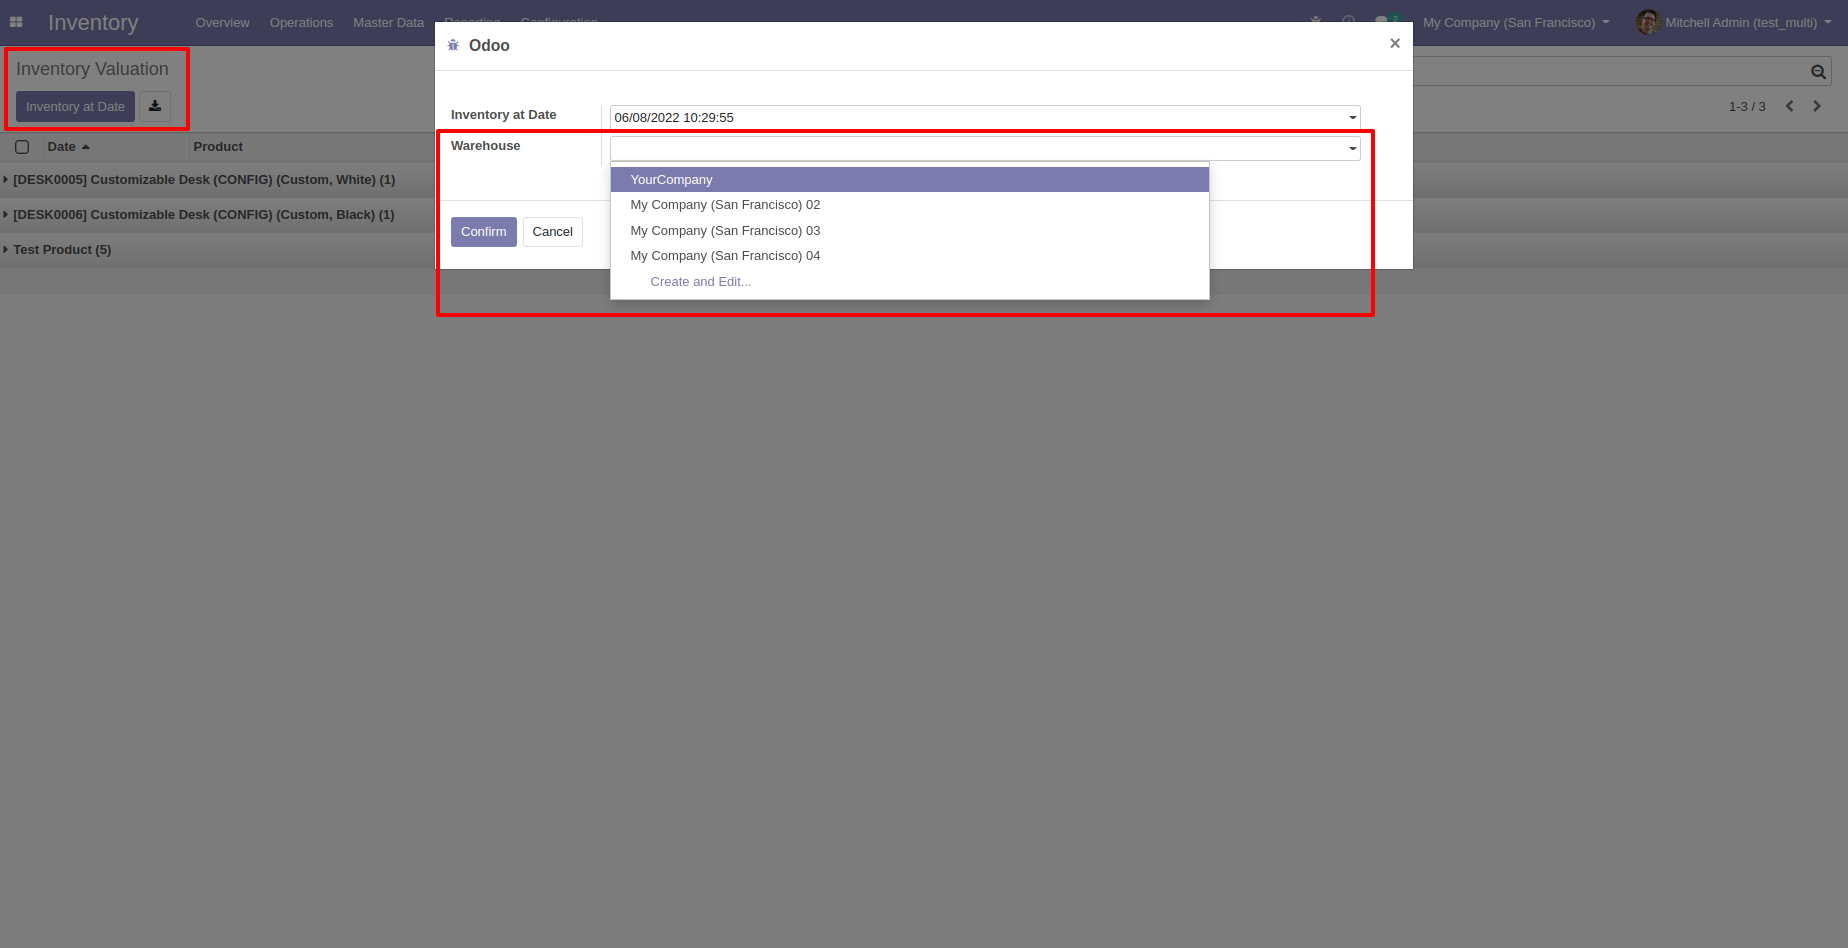 Inventory Overview Operations Master Data Reporting Configuration 2 My Company (San Francisco) Mitchell Admin (test_multi)
Inventory Valuation
Inventory at Date
1-3 / 3
Date Product
[DESK0005] Customizable Desk (CONFIG) (Custom, White) (1)
[DESK0006] Customizable Desk (CONFIG) (Custom, Black) (1)
Test Product (5)
Odoo ×
Inventory at Date 06/08/2022 10:29:55
Warehouse
YourCompany
My Company (San Francisco) 02
My Company (San Francisco) 03
My Company (San Francisco) 04
Create and Edit...
Confirm Cancel